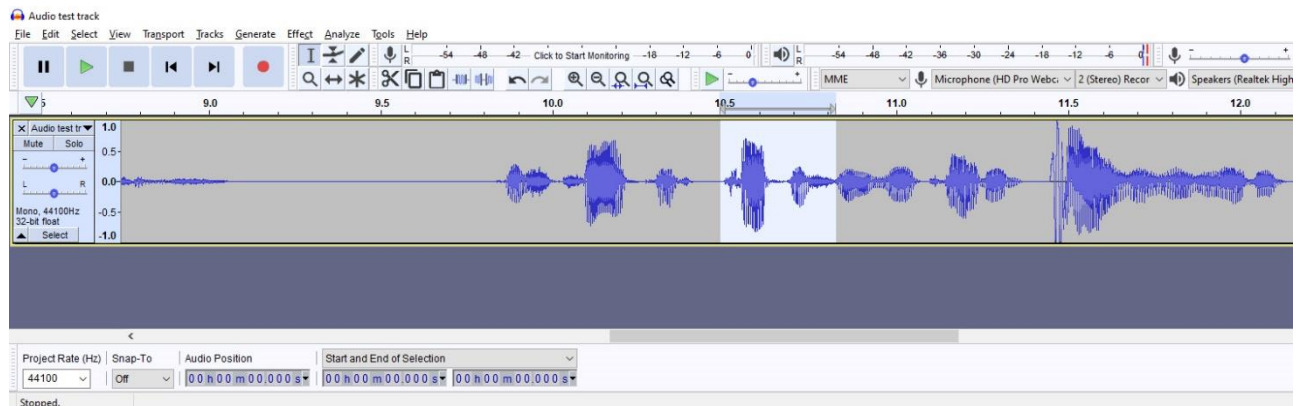 Audio test track
File Edit Select View Transport Tracks Generate Effect Analyze Tools Help
L R -54 -48 -42 Click to Start Monitoring -18 -12 -6 0 L R -54 -48 -42 -36 -30 -24 -18 -12 -6 0
- + MME Microphone (HD Pro Webc 2 (Stereo) Recor Speakers (Realtek High
5 9.0 9.5 10.0 10.5 11.0 11.5 12.0
X Audio test tr 1.0
Mute Solo
- + 0.5
L R 0.0
Mono, 44100Hz
32-bit float -0.5
Select -1.0
Project Rate (Hz) Snap-To Audio Position Start and End of Selection
44100 Off 00 h 00 m 00.000 s 00 h 00 m 00.000 s 00 h 00 m 00.000 s
Stopped.